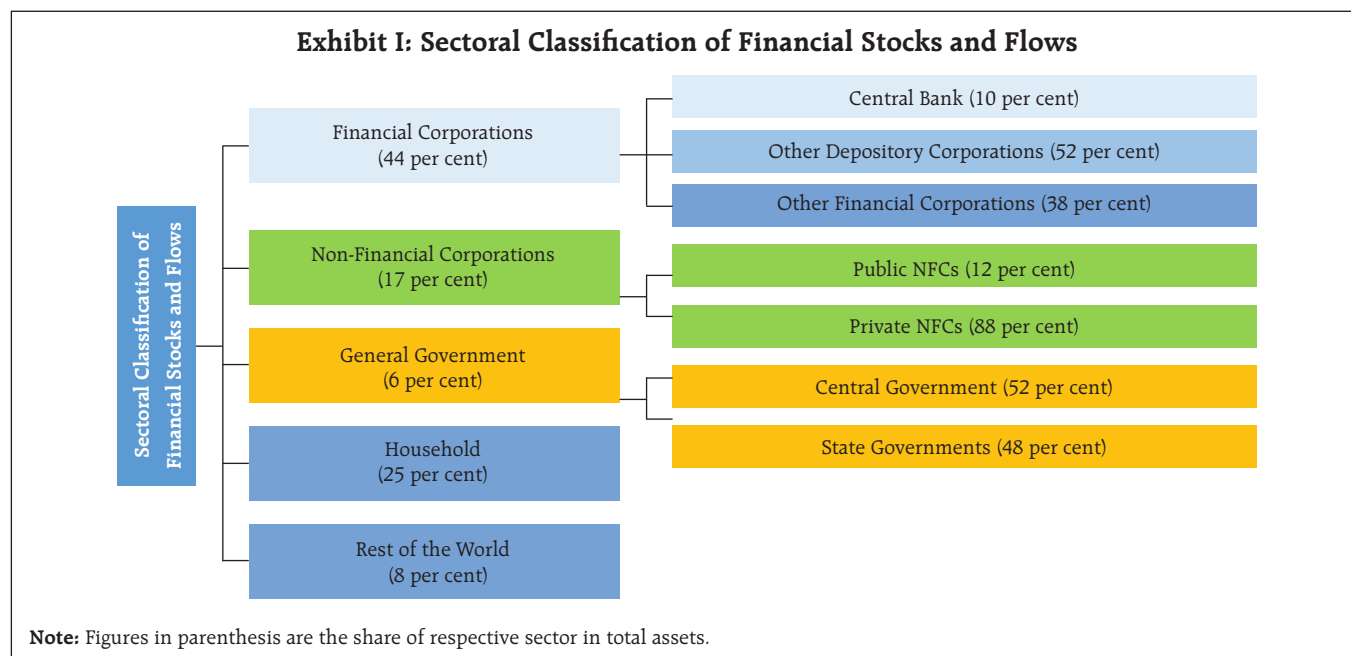 Exhibit I: Sectoral Classification of Financial Stocks and Flows
Sectoral Classification of
Financial Stocks and Flows
Financial Corporations
(44 per cent)
Central Bank (10 per cent)
Other Depository Corporations (52 per cent)
Other Financial Corporations (38 per cent)
Non-Financial Corporations
(17 per cent)
Public NFCs (12 per cent)
Private NFCs (88 per cent)
General Government
(6 per cent)
Central Government (52 per cent)
State Governments (48 per cent)
Household
(25 per cent)
Rest of the World
(8 per cent)
Note: Figures in parenthesis are the share of respective sector in total assets.